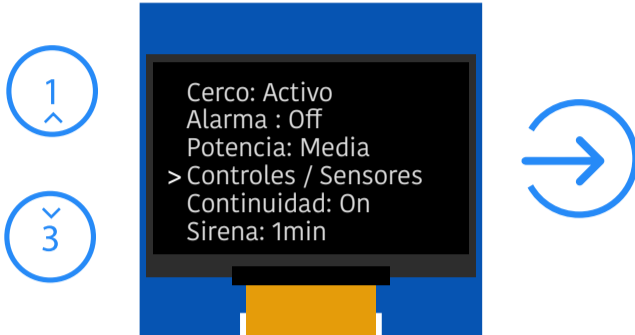 1
3
Cerco: Activo
Alarma : Off
Potencia: Media
>Controles / Sensores
Continuidad: On
Sirena: 1min